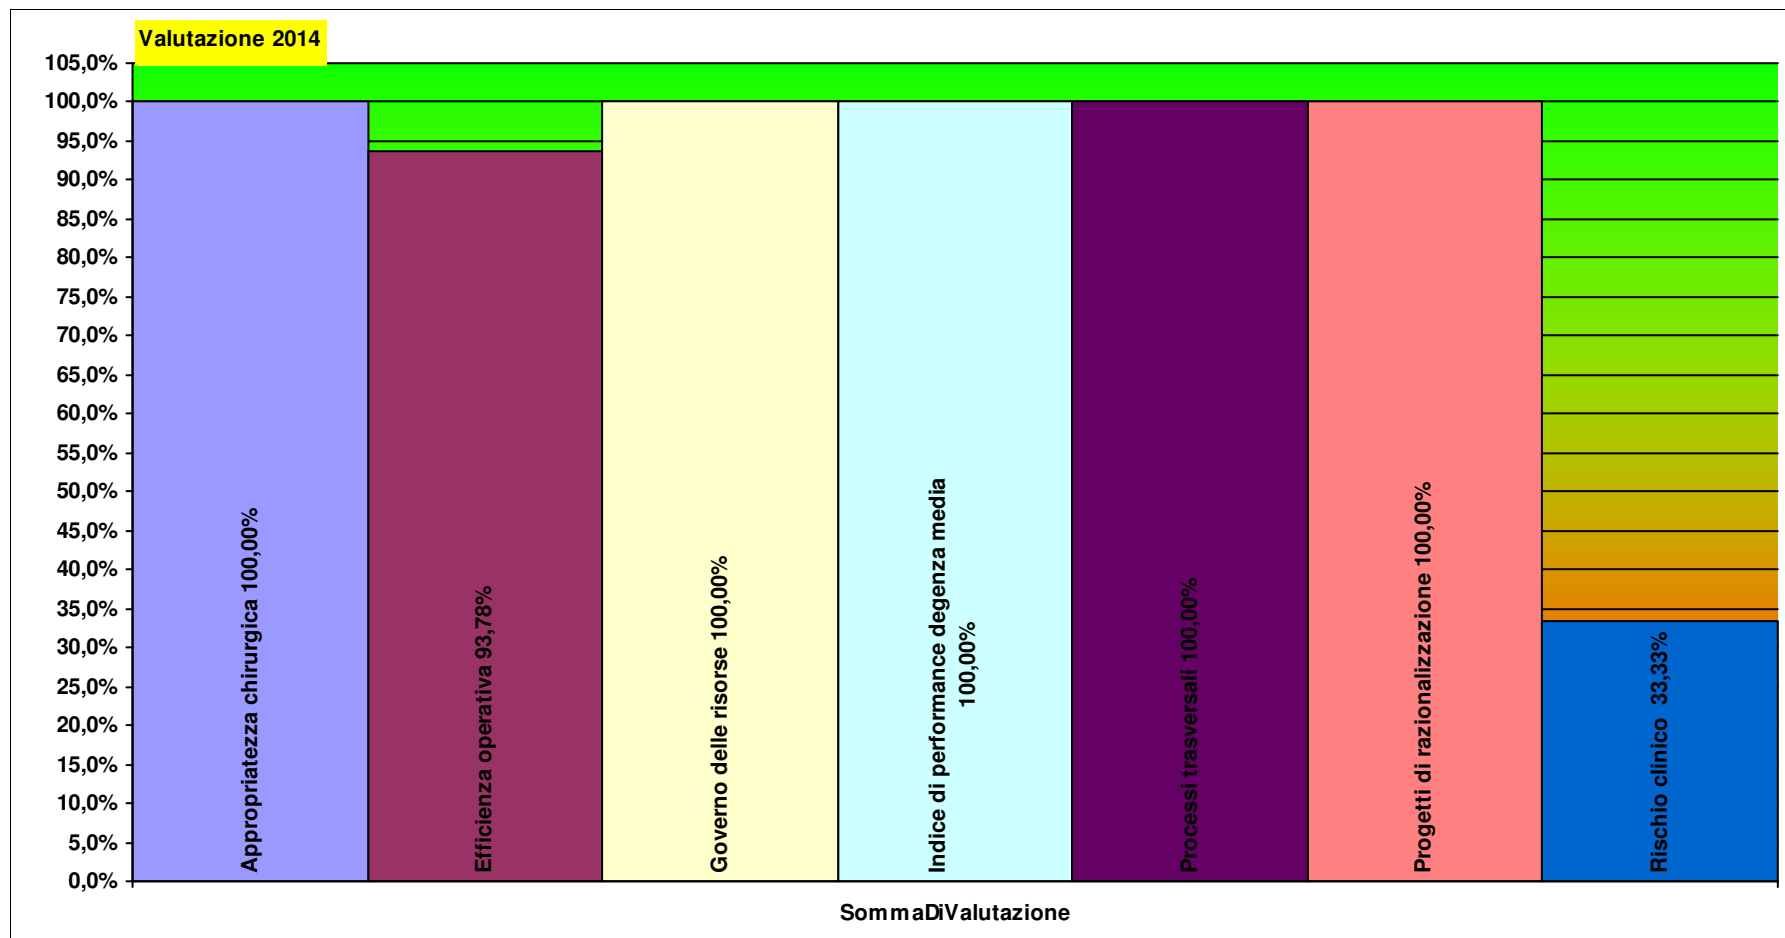 Valutazione 2014
105,0%
100,0%
95,0%
90,0%
85,0%
80,0%
75,0%
70,0%
65,0%
60,0%
55,0%
50,0%
45,0%
40,0%
35,0%
30,0%
25,0%
20,0%
15,0%
10,0%
5,0%
0,0%
Appropriatezza chirurgica 100,00%
Efficienza operativa 93,78%
Governo delle risorse 100,00%
Indice di performance degenza media
100,00%
Processi trasversali 100,00%
Progetti di razionalizzazione 100,00%
Rischio clinico  33,33%
SommaDiValutazione